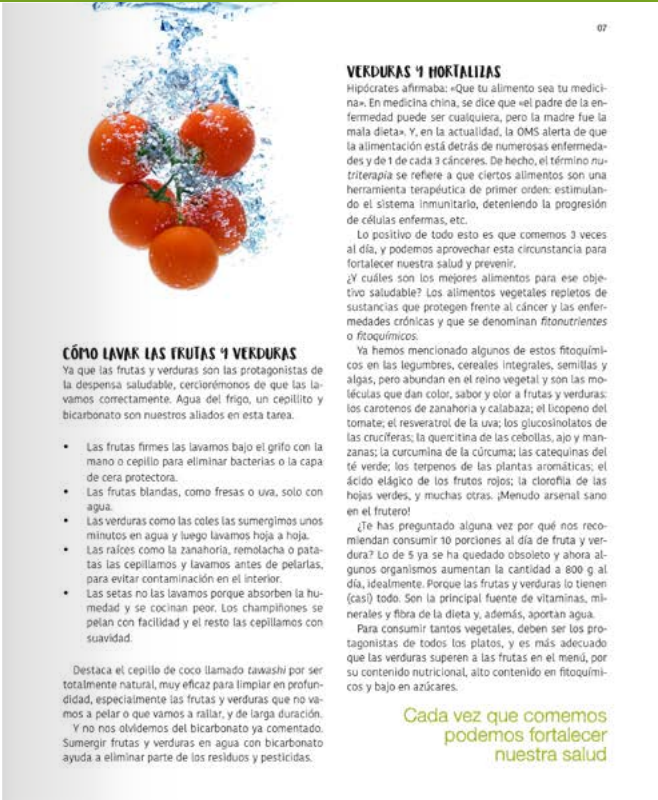 07
CÓMO LAVAR LAS FRUTAS Y VERDURAS
Ya que las frutas y verduras son las protagonistas de
la despensa saludable, cerciorémonos de que las la-
vamos correctamente. Agua del frigo, un cepillito y
bicarbonato son nuestros aliados en esta tarea.
• Las frutas firmes las lavamos bajo el grifo con la
mano o cepillo para eliminar bacterias o la capa
de cera protectora.
• Las frutas blandas, como fresas o uva, solo con
agua.
• Las verduras como las coles las sumergimos unos
minutos en agua y luego lavamos hoja a hoja.
• Las raíces como la zanahoria, remolacha o pata-
tas las cepillamos y lavamos antes de pelarlas,
para evitar contaminación en el interior.
• Las setas no las lavamos porque absorben la hu-
medad y se cocinan peor. Los champiñones se
pelan con facilidad y el resto las cepillamos con
suavidad.
Destaca el cepillo de coco llamado tawashi por ser
totalmente natural, muy eficaz para limpiar en profun-
didad, especialmente las frutas y verduras que no va-
mos a pelar o que vamos a rallar, y de larga duración.
Y no nos olvidemos del bicarbonato ya comentado.
Sumergir frutas y verduras en agua con bicarbonato
ayuda a eliminar parte de los residuos y pesticidas.
VERDURAS Y HORTALIZAS
Hipócrates afirmaba: «Que tu alimento sea tu medici-
na». En medicina china, se dice que «el padre de la en-
fermedad puede ser cualquiera, pero la madre fue la
mala dieta». Y, en la actualidad, la OMS alerta de que
la alimentación está detrás de numerosas enfermeda-
des y de 1 de cada 3 cánceres. De hecho, el término nu-
triterapia se refiere a que ciertos alimentos son una
herramienta terapéutica de primer orden: estimulan-
do el sistema inmunitario, deteniendo la progresión
de células enfermas, etc.
Lo positivo de todo esto es que comemos 3 veces
al día, y podemos aprovechar esta circunstancia para
fortalecer nuestra salud y prevenir.
¿Y cuáles son los mejores alimentos para ese obje-
tivo saludable? Los alimentos vegetales repletos de
sustancias que protegen frente al cáncer y las enfer-
medades crónicas y que se denominan fitonutrientes
o fitoquímicos.
Ya hemos mencionado algunos de estos fitoquími-
cos en las legumbres, cereales integrales, semillas y
algas, pero abundan en el reino vegetal y son las mo-
léculas que dan color, sabor y olor a frutas y verduras:
los carotenos de zanahoria y calabaza; el licopeno del
tomate; el resveratrol de la uva; los glucosinolatos de
las crucíferas; la quercitina de las cebollas, ajo y man-
zanas; la curcumina de la cúrcuma; las catequinas del
té verde; los terpenos de las plantas aromáticas; el
ácido elágico de los frutos rojos; la clorofila de las
hojas verdes, y muchas otras. ¡Menudo arsenal sano
en el frutero!
¿Te has preguntado alguna vez por qué nos reco-
miendan consumir 10 porciones al día de fruta y ver-
dura? Lo de 5 ya se ha quedado obsoleto y ahora al-
gunos organismos aumentan la cantidad a 800 g al
día, idealmente. Porque las frutas y verduras lo tienen
(casi) todo. Son la principal fuente de vitaminas, mi-
nerales y fibra de la dieta y, además, aportan agua.
Para consumir tantos vegetales, deben ser los pro-
tagonistas de todos los platos, y es más adecuado
que las verduras superen a las frutas en el menú, por
su contenido nutricional, alto contenido en fitoquími-
cos y bajo en azúcares.
Cada vez que comemos
podemos fortalecer
nuestra salud